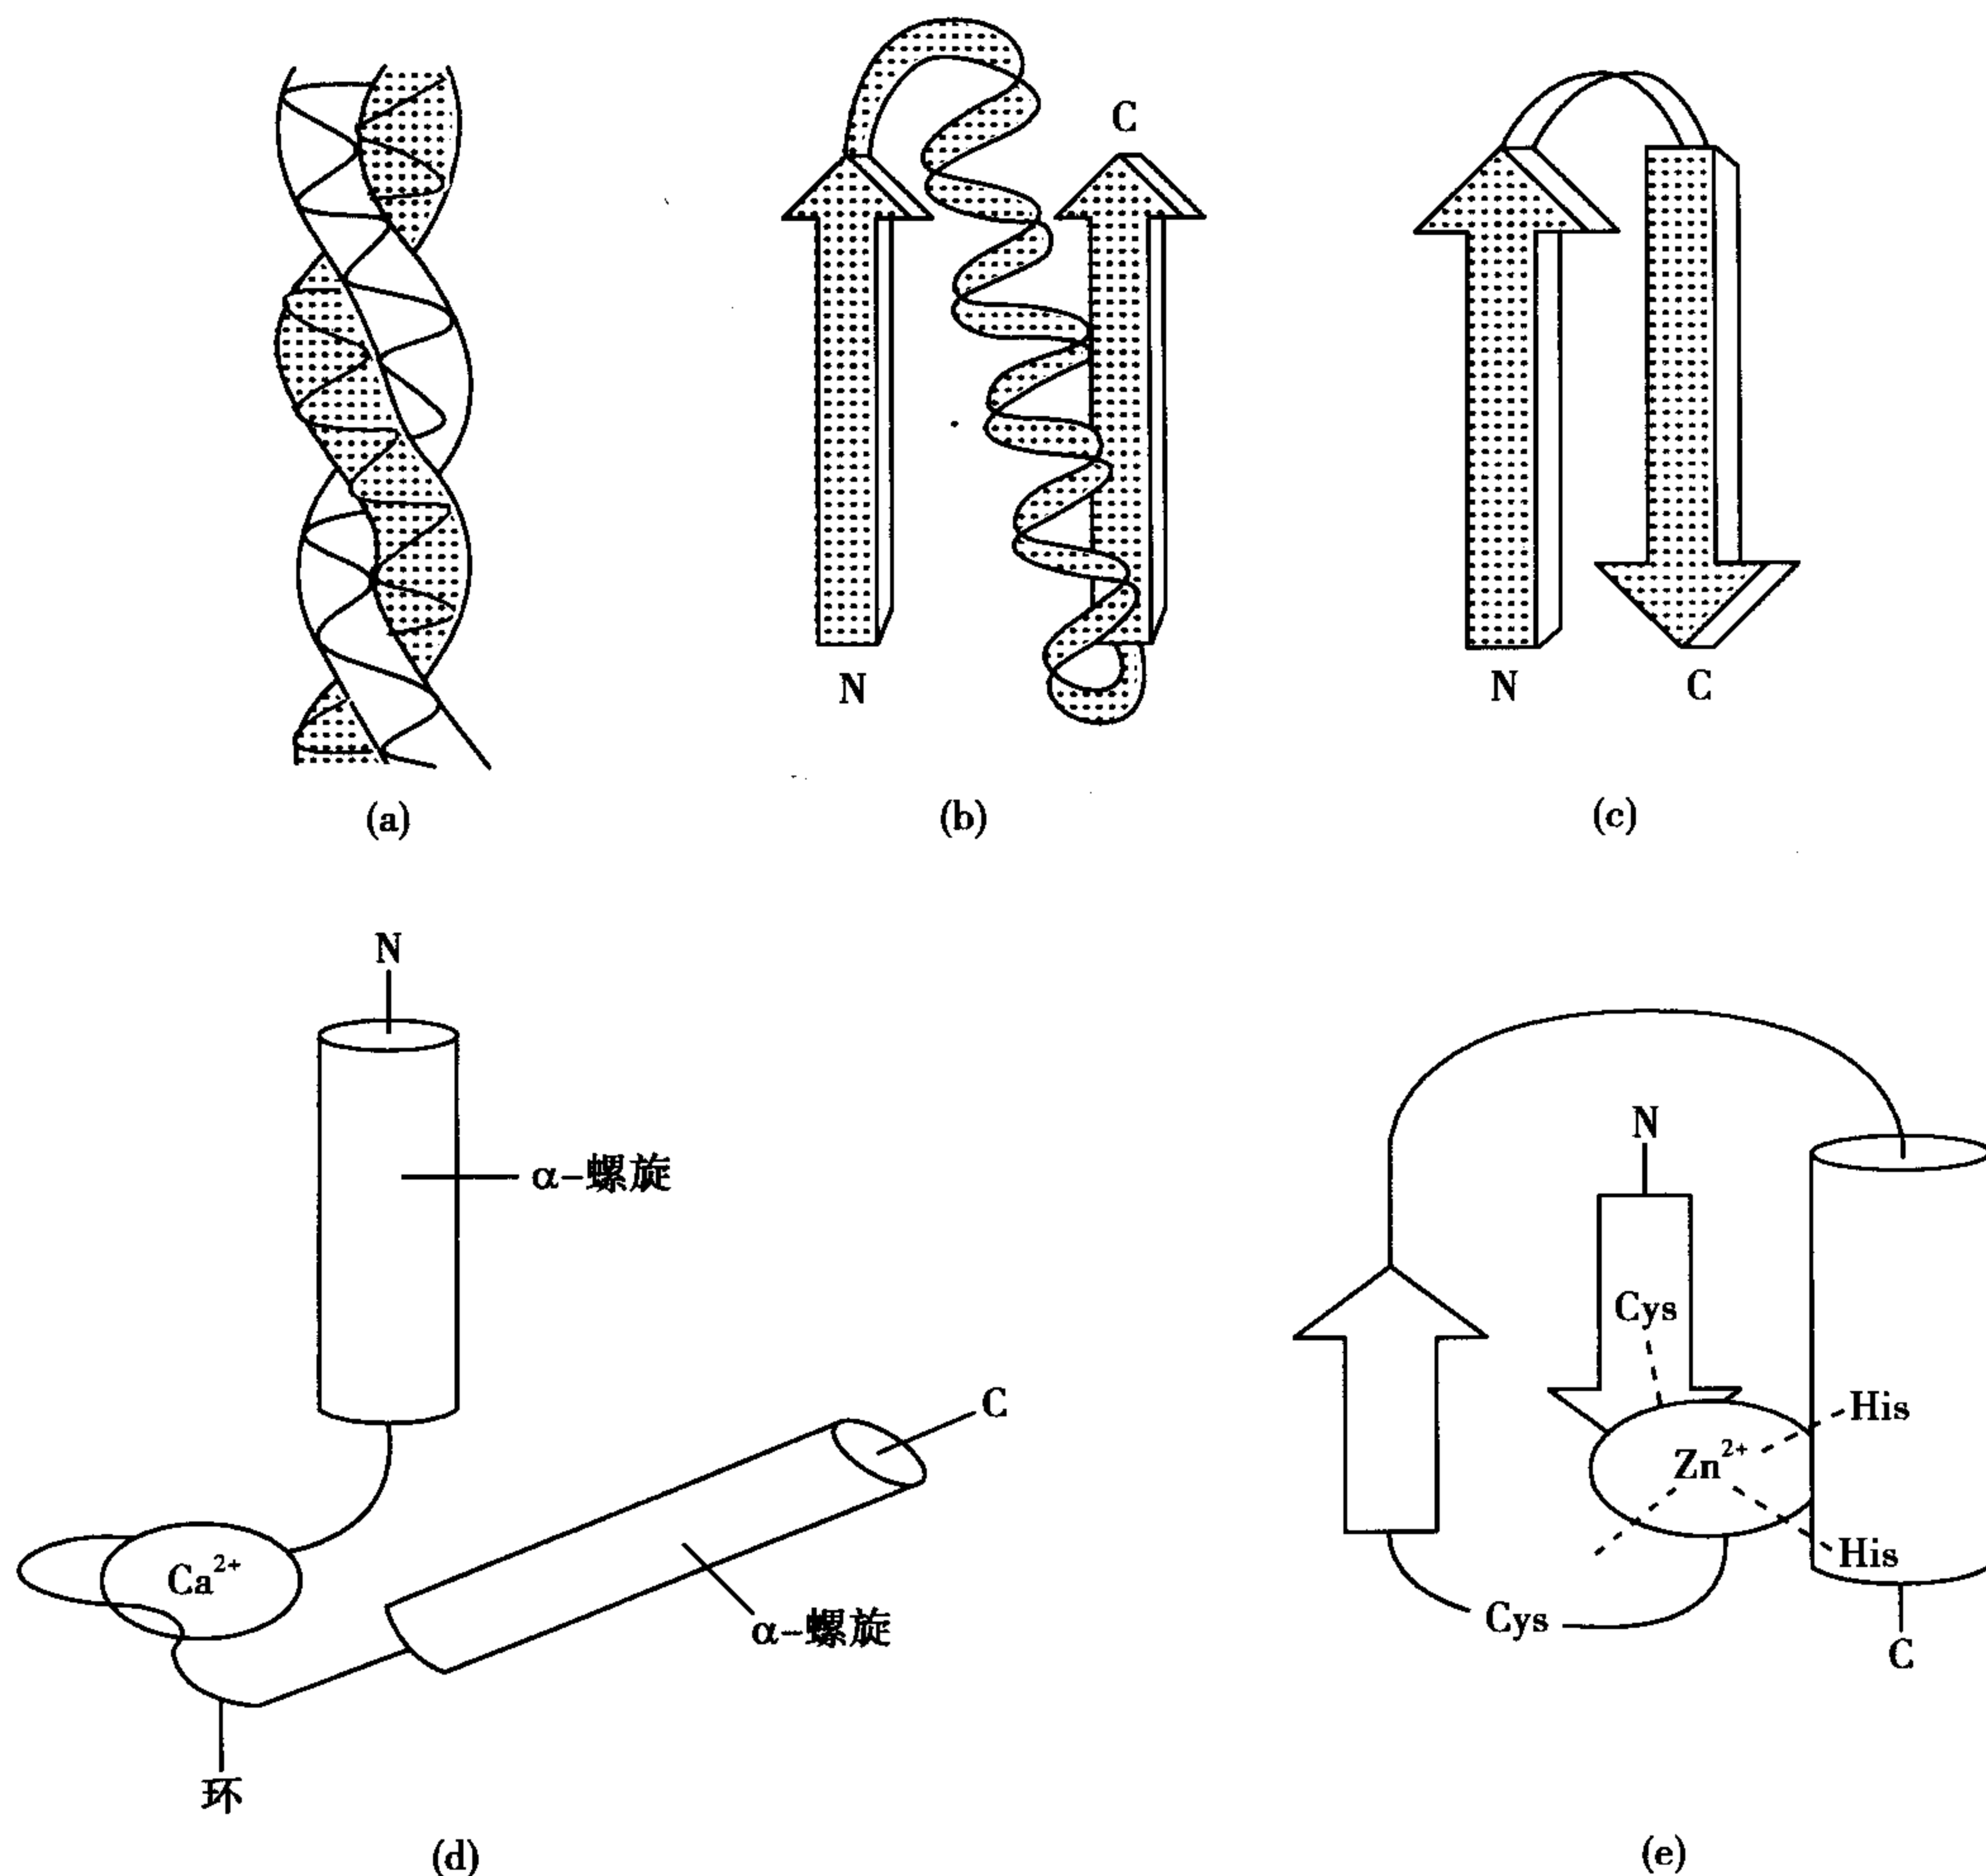 C
N
(a)
(b)
N
C
(c)
N
α-螺旋
C
Ca²⁺
α-螺旋
环
(d)
N
Cys
His
Zn²⁺
His
Cys
C
(e)